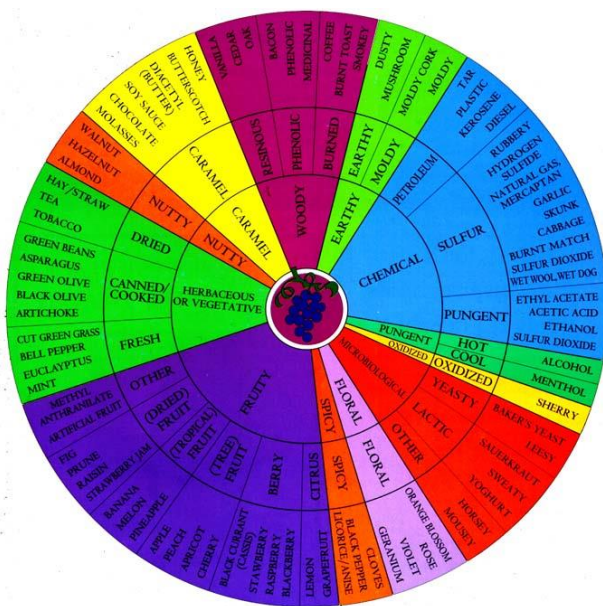 WOODY
RESINOUS
PHENOLIC
BURNED
VANILLA
CEDAR
OAK
BACON
PHENOLIC
MEDICINAL
COFFEE
BURNT TOAST
SMOKEY
EARTHY
EARTHY
MOLDY
DUSTY
MUSHROOM
MOLDY CORK
MOLDY
CHEMICAL
PETROLEUM
SULFUR
PUNGENT
TAR
PLASTIC
KEROSENE
DIESEL
RUBBERY
HYDROGEN
SULFIDE
NATURAL GAS,
MERCAPTAN
GARLIC
SKUNK
CABBAGE
BURNT MATCH
SULFUR DIOXIDE
WET WOOL, WET DOG
ETHYL ACETATE
ACETIC ACID
ETHANOL
SULFUR DIOXIDE
PUNGENT
HOT
COOL
ALCOHOL
MENTHOL
OXIDIZED
OXIDIZED
SHERRY
MICROBIOLOGICAL
YEASTY
LACTIC
OTHER
BAKER'S YEAST
LEESY
SAUERKRAUT
SWEATY
YOGHURT
HORSEY
MOUSEY
FLORAL
FLORAL
ORANGE BLOSSOM
ROSE
VIOLET
GERANIUM
SPICY
SPICY
CLOVES
BLACK PEPPER
LICORICE/ANISE
FRUITY
CITRUS
BERRY
(TREE)
FRUIT
(TROPICAL)
FRUIT
(DRIED)
FRUIT
OTHER
GRAPEFRUIT
LEMON
BLACKBERRY
RASPBERRY
STAWBERRY
BLACK CURRANT
(CASSIS)
CHERRY
APRICOT
PEACH
APPLE
PINEAPPLE
MELON
BANANA
STRAWBERRY JAM
RAISIN
PRUNE
FIG
ARTIFICIAL FRUIT
METHYL
ANTHRANILATE
HERBACEOUS
OR VEGETATIVE
FRESH
CANNED/
COOKED
DRIED
CUT GREEN GRASS
BELL PEPPER
EUCLAYPTUS
MINT
GREEN BEANS
ASPARAGUS
GREEN OLIVE
BLACK OLIVE
ARTICHOKE
HAY/STRAW
TEA
TOBACCO
NUTTY
NUTTY
WALNUT
HAZELNUT
ALMOND
CARAMEL
CARAMEL
HONEY
BUTTERSCOTCH
DIACETYL
(BUTTER)
SOY SAUCE
CHOCOLATE
MOLASSES